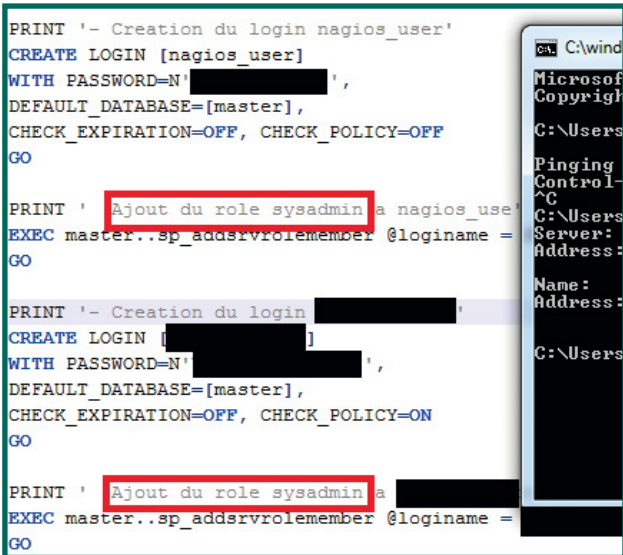 PRINT '- Creation du login nagios_user'
CREATE LOGIN [nagios_user]
WITH PASSWORD=N' ',
DEFAULT_DATABASE=[master],
CHECK_EXPIRATION=OFF, CHECK_POLICY=OFF
GO
PRINT ' Ajout du role sysadmin a nagios_use'
EXEC master..sp_addsrvrolemember @loginame =
GO
PRINT '- Creation du login '
CREATE LOGIN [ ]
WITH PASSWORD=N' ',
DEFAULT_DATABASE=[master],
CHECK_EXPIRATION=OFF, CHECK_POLICY=ON
GO
PRINT ' Ajout du role sysadmin a
EXEC master..sp_addsrvrolemember @loginame =
GO
C:\wind
Microsof
Copyrigh
C:\Users
Pinging
Control-
^C
C:\Users
Server:
Address:
Name:
Address:
C:\Users